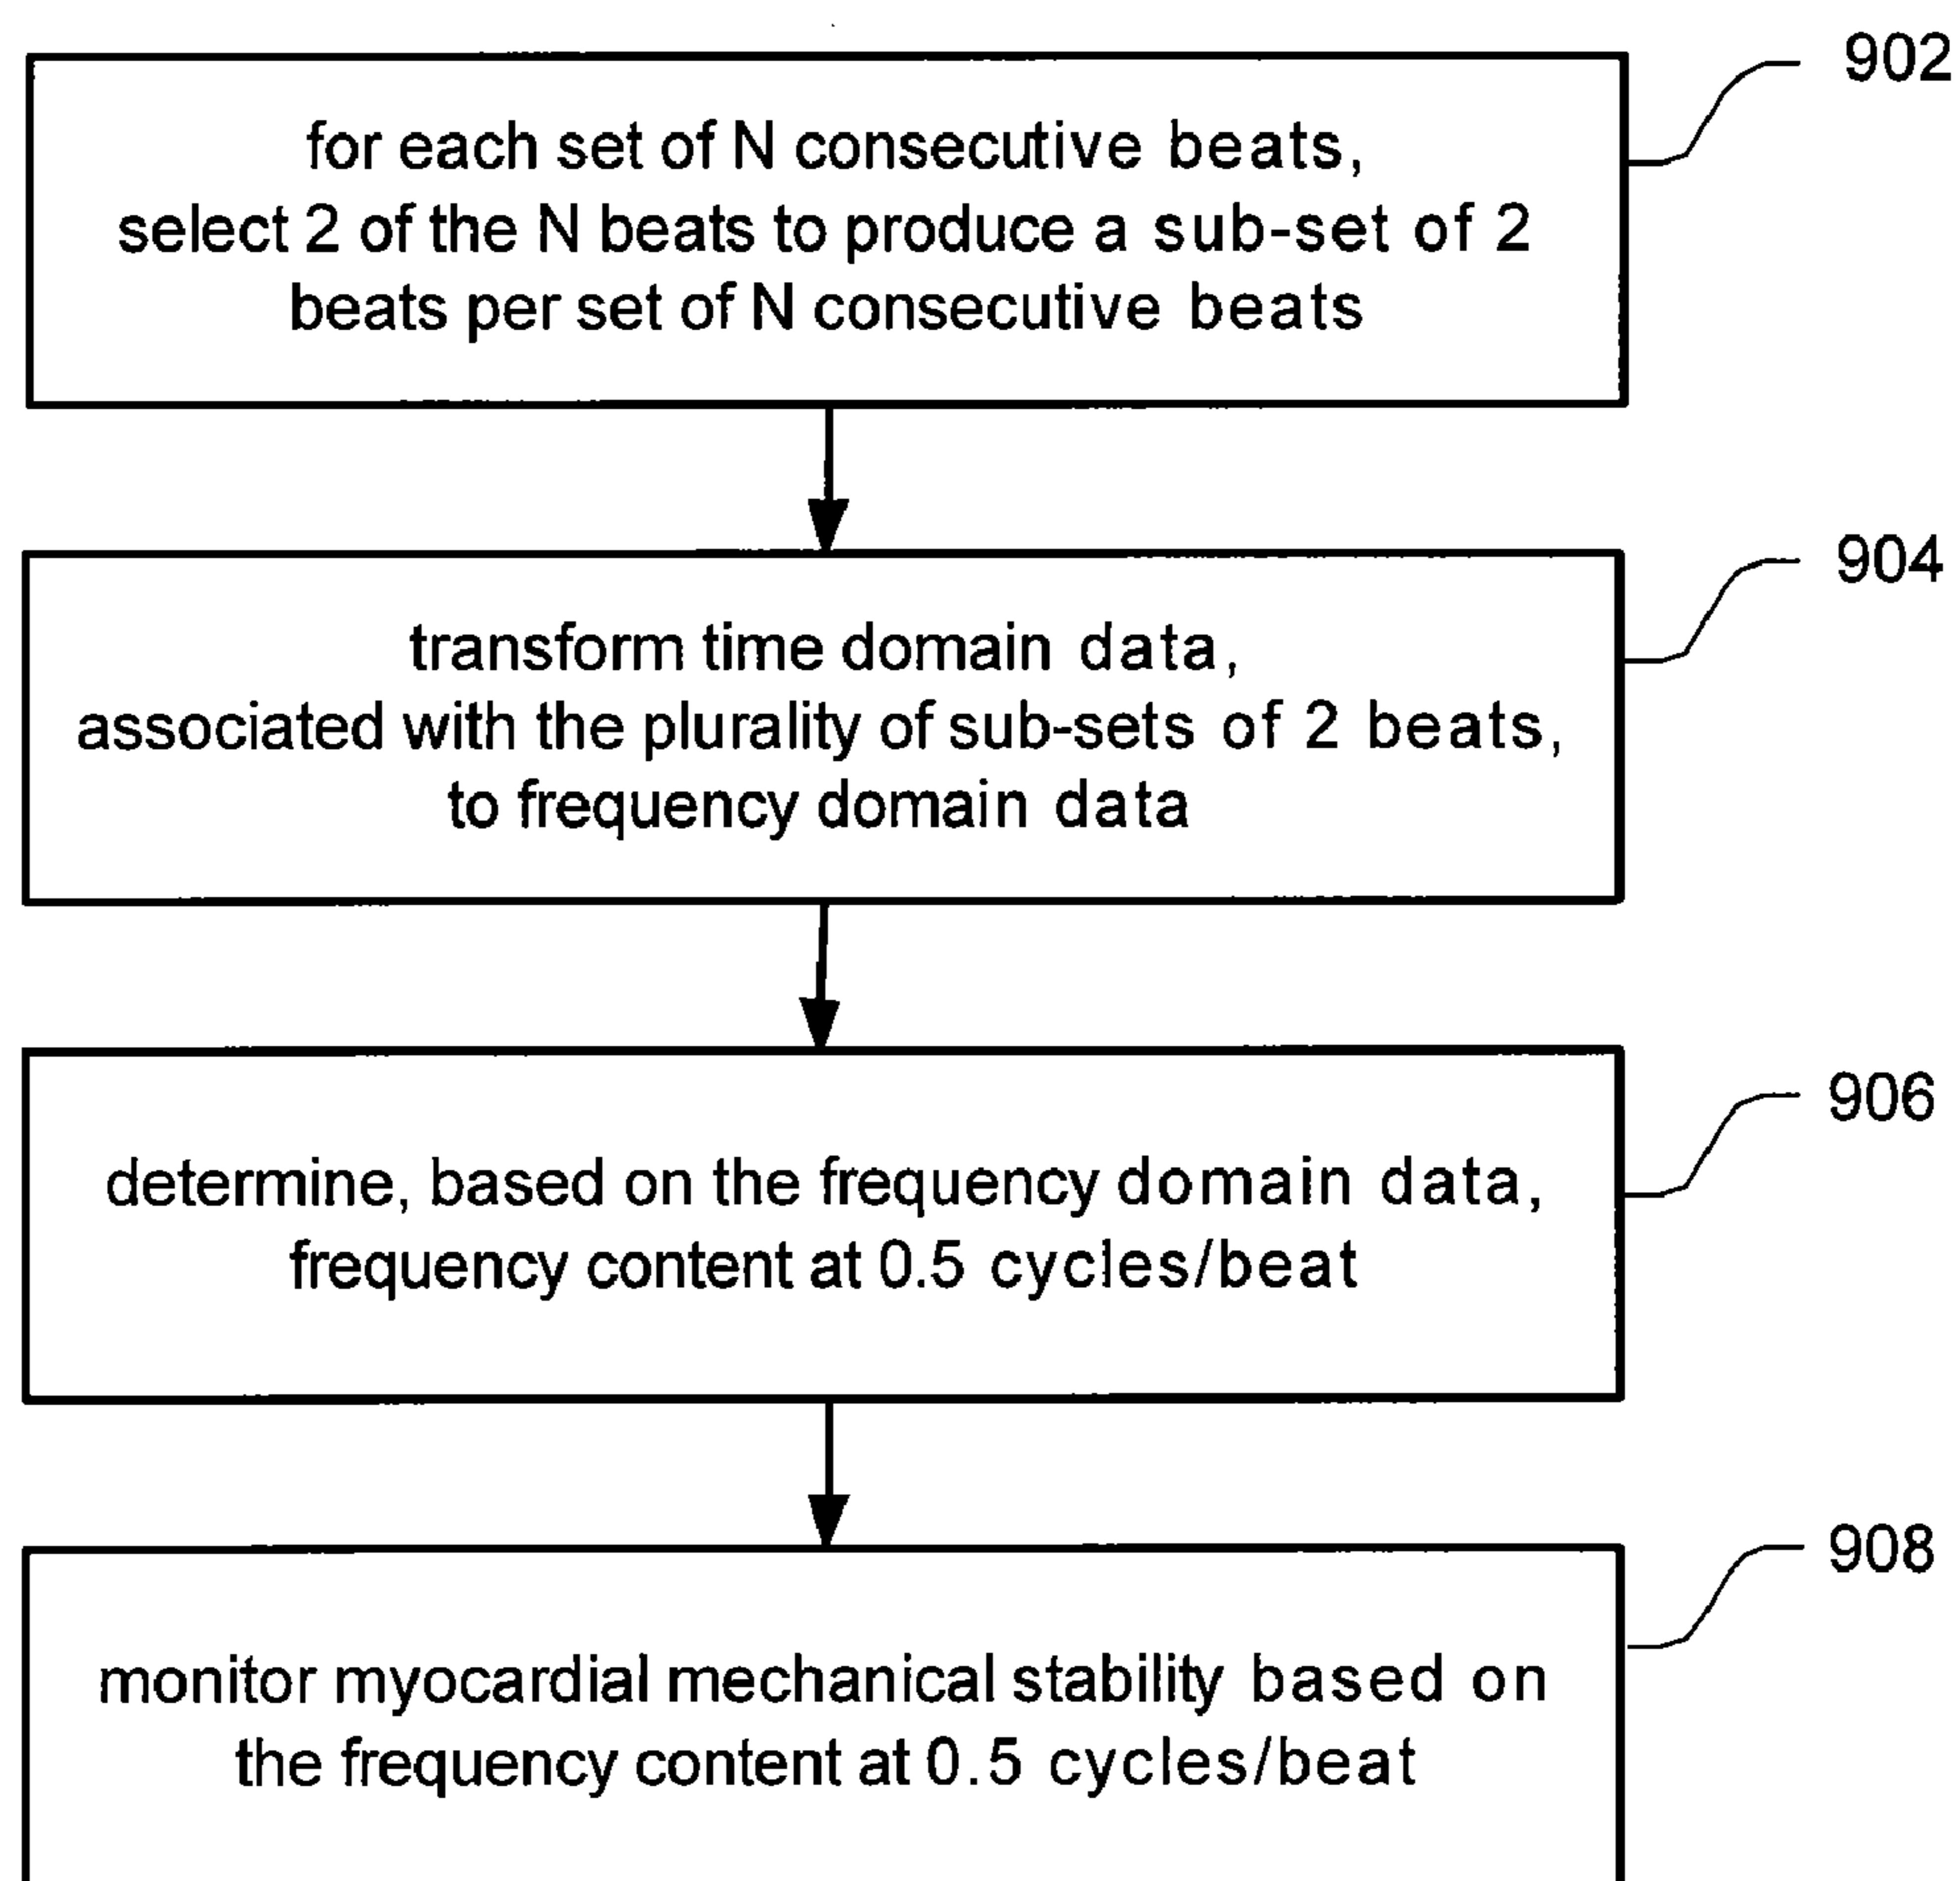 902
for each set of N consecutive beats,
select 2 of the N beats to produce a sub-set of 2
beats per set of N consecutive beats
904
transform time domain data,
associated with the plurality of sub-sets of 2 beats,
to frequency domain data
906
determine, based on the frequency domain data,
frequency content at 0.5 cycles/beat
908
monitor myocardial mechanical stability based on
the frequency content at 0.5 cycles/beat